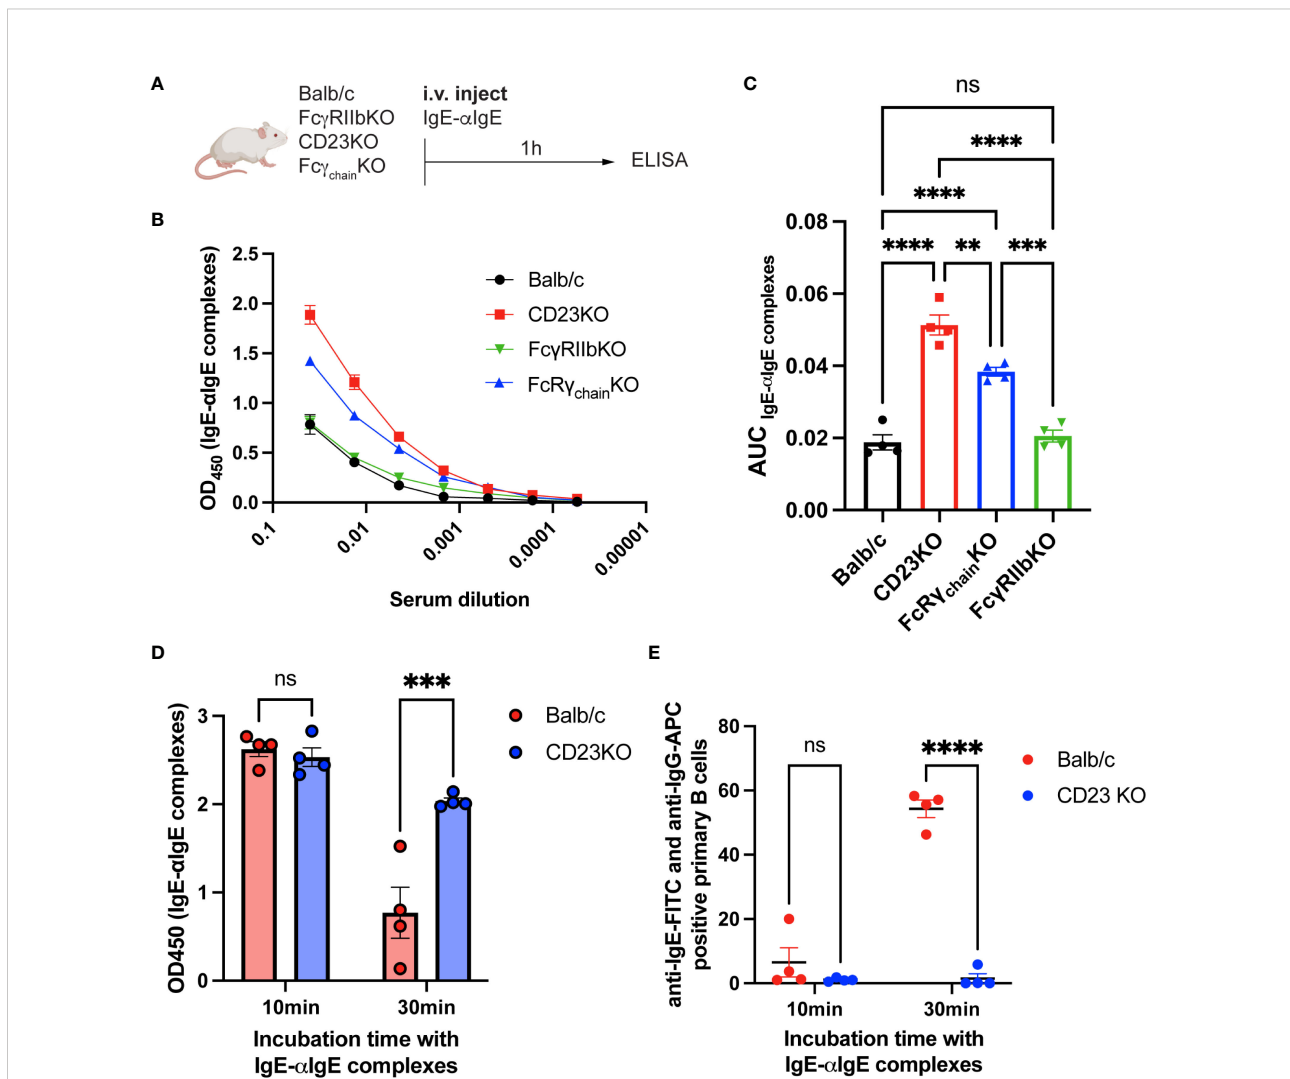 A
Balb/c
FcγRIIbKO
CD23KO
Fcγchain KO
i.v. inject
IgE-αIgE
1h
ELISA
B
OD450 (IgE-αIgE complexes)
2.5
2.0
1.5
1.0
0.5
0.0
0.1
0.01
0.001
0.0001
0.00001
Serum dilution
Balb/c
CD23KO
FcγRIIbKO
FcRγchainKO
C
ns
****
****
****
**
***
AUC IgE-αIgE complexes
0.08
0.06
0.04
0.02
0.00
Balb/c
CD23KO
FcRγchainKO
FcγRIIbKO
D
ns
***
OD450 (IgE-αIgE complexes)
3
2
1
0
10min
30min
Incubation time with
IgE-αIgE complexes
Balb/c
CD23KO
E
anti-IgE-FITC and anti-IgG-APC
positive primary B cells
80
60
40
20
0
ns
****
10min
30min
Incubation time with
IgE-αIgE complexes
Balb/c
CD23 KO